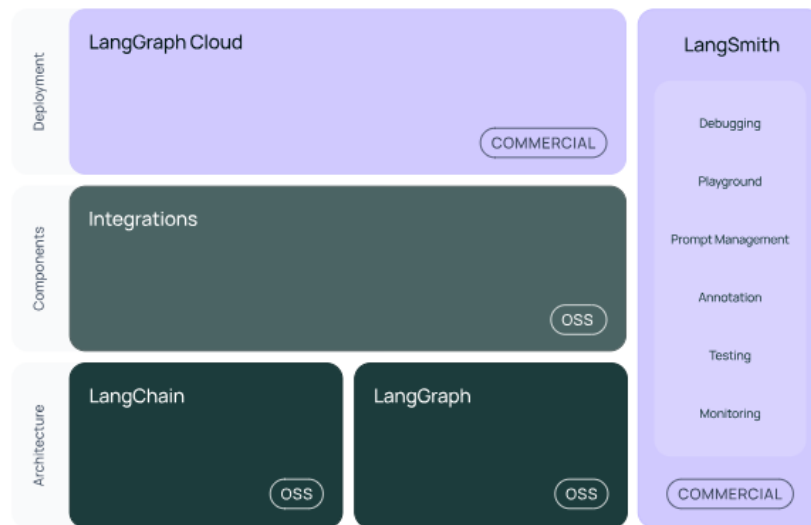 Deployment
LangGraph Cloud
COMMERCIAL
Components
Integrations
OSS
Architecture
LangChain
OSS
LangGraph
OSS
LangSmith
Debugging
Playground
Prompt Management
Annotation
Testing
Monitoring
COMMERCIAL